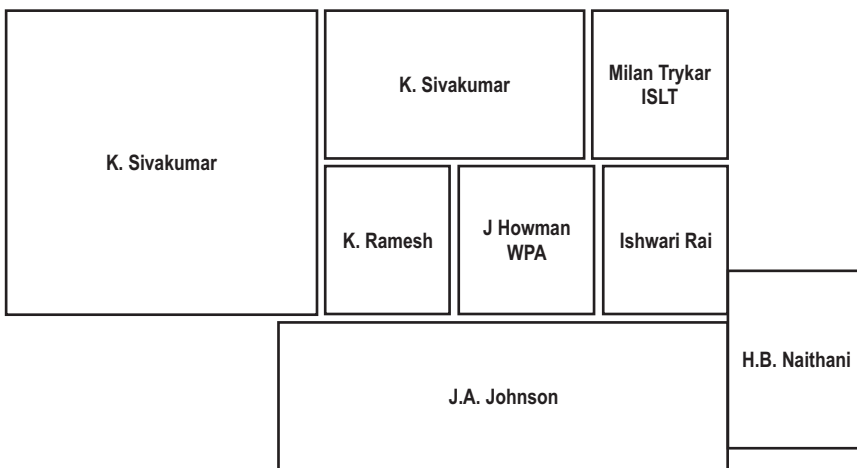 K. Sivakumar
K. Sivakumar
Milan Trykar
ISLT
K. Ramesh
J Howman
WPA
Ishwari Rai
H.B. Naithani
J.A. Johnson